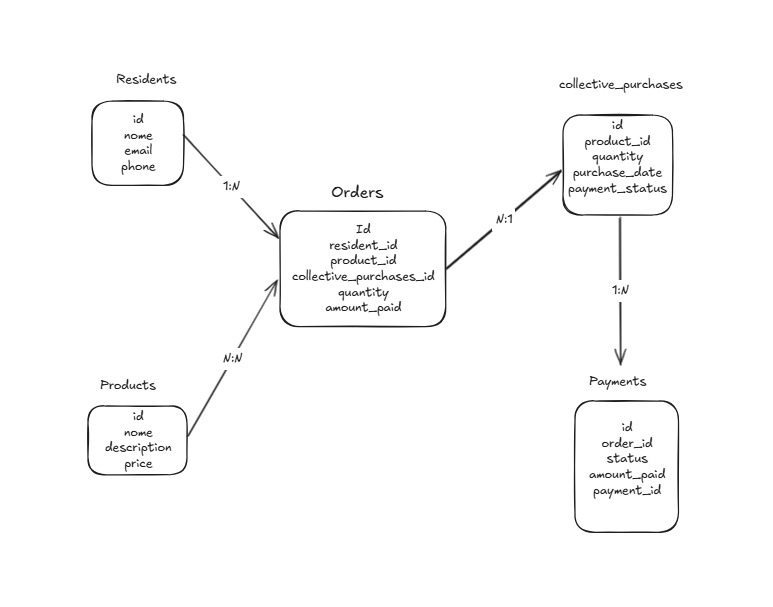 Residents
id
nome
email
phone
1:N
Orders
Id
resident_id
product_id
collective_purchases_id
quantity
amount_paid
N:1
collective_purchases
id
product_id
quantity
purchase_date
payment_status
1:N
N:N
Products
id
nome
description
price
Payments
id
order_id
status
amount_paid
payment_id